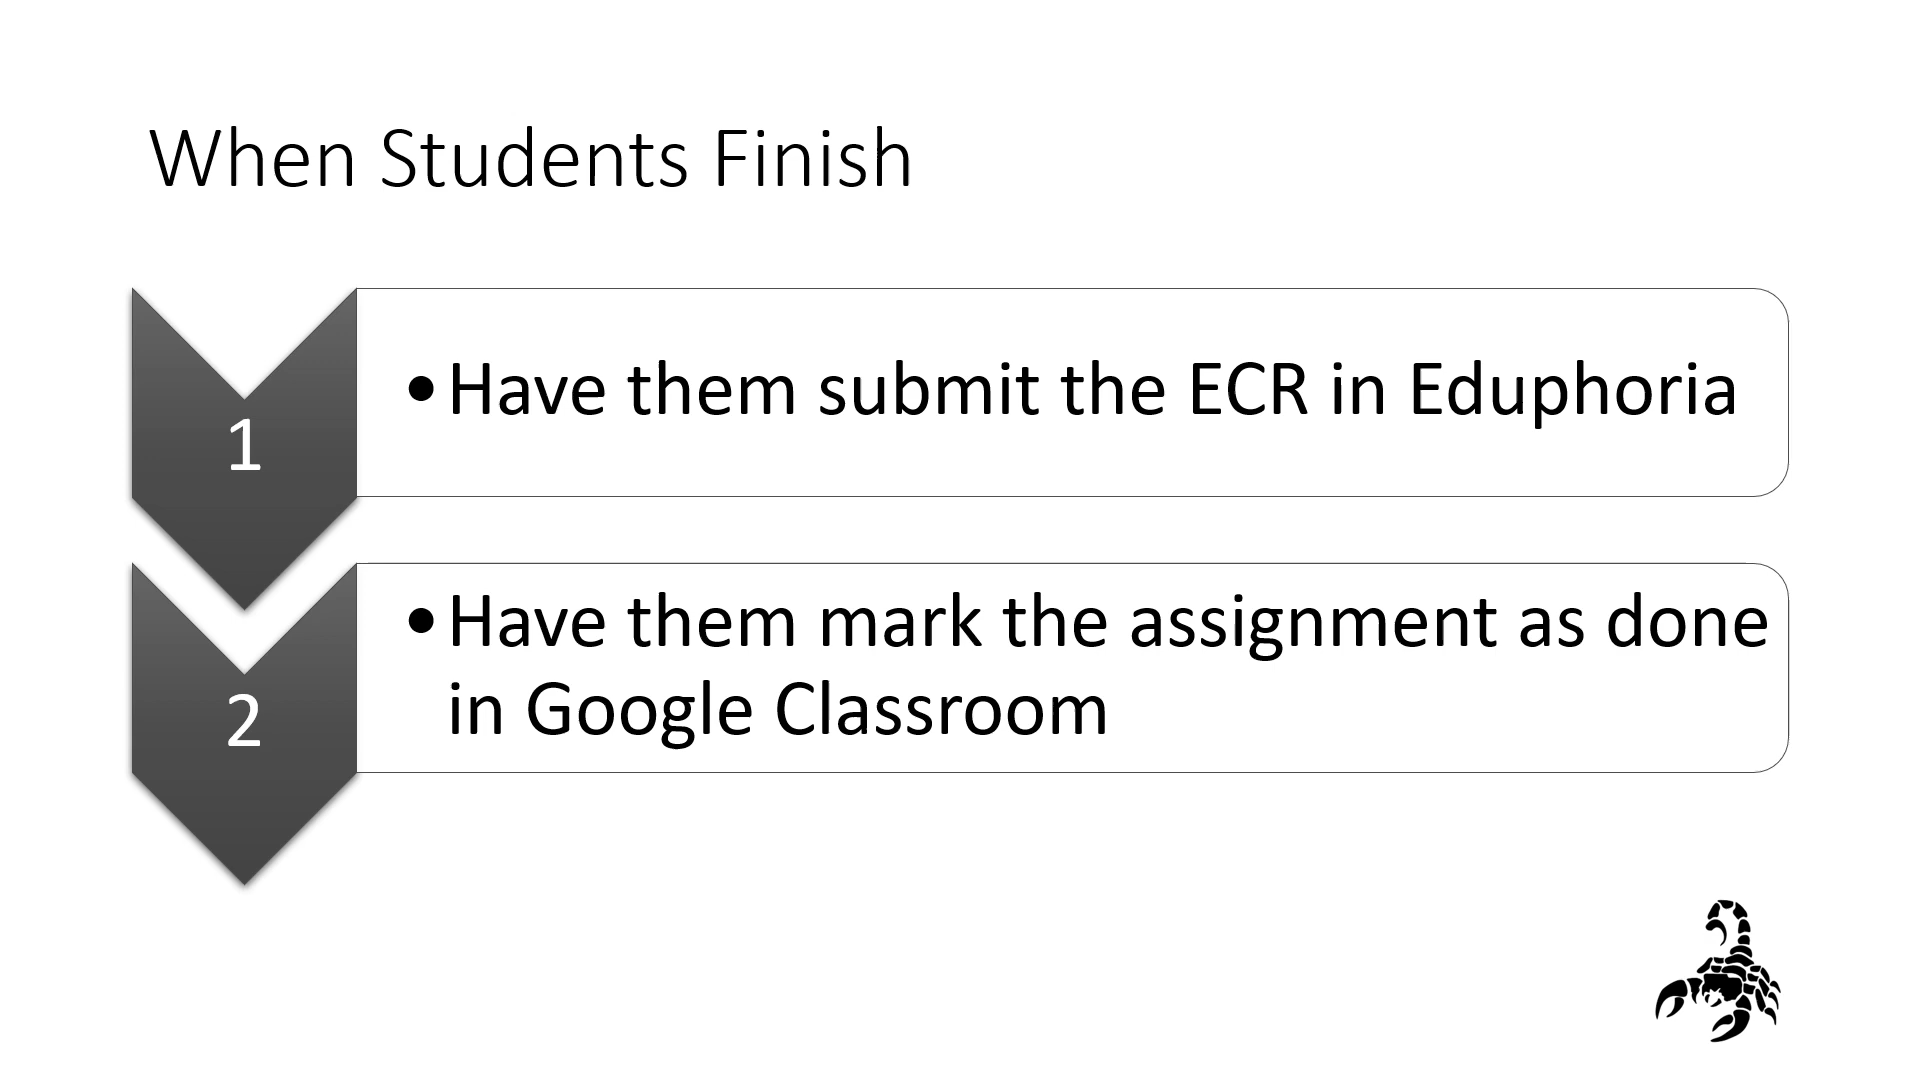 When Students Finish
1
•Have them submit the ECR in Eduphoria
2
•Have them mark the assignment as done
in Google Classroom